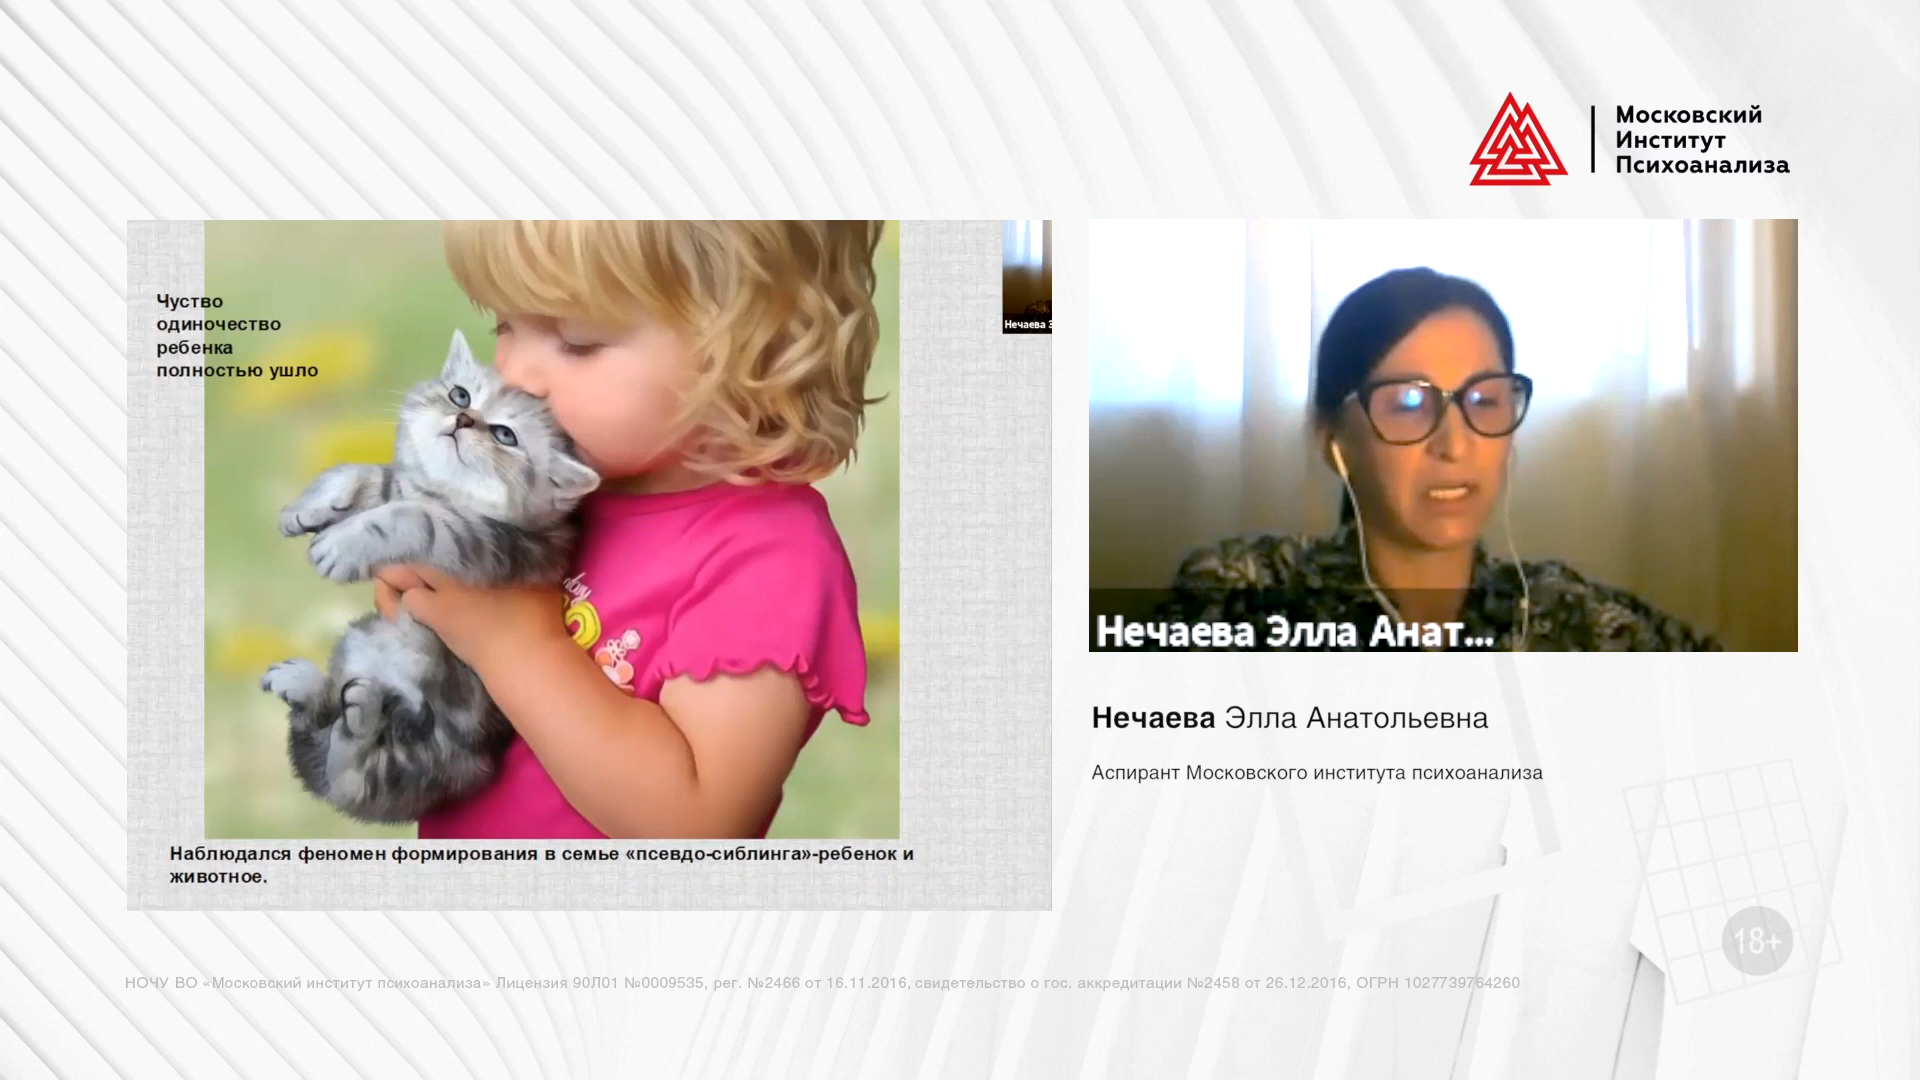 Московский
Институт
Психоанализа
Чуство
одиночество
ребенка
полностью ушло
Нечаева Э
Наблюдался феномен формирования в семье «псевдо-сиблинга»-ребенок и
животное.
Нечаева Элла Анат...
Нечаева Элла Анатольевна
Аспирант Московского института психоанализа
18+
НОЧУ ВО «Московский институт психоанализа» Лицензия 90Л01 №0009535, рег. №2466 от 16.11.2016, свидетельство о гос. аккредитации №2458 от 26.12.2016, ОГРН 1027739764260